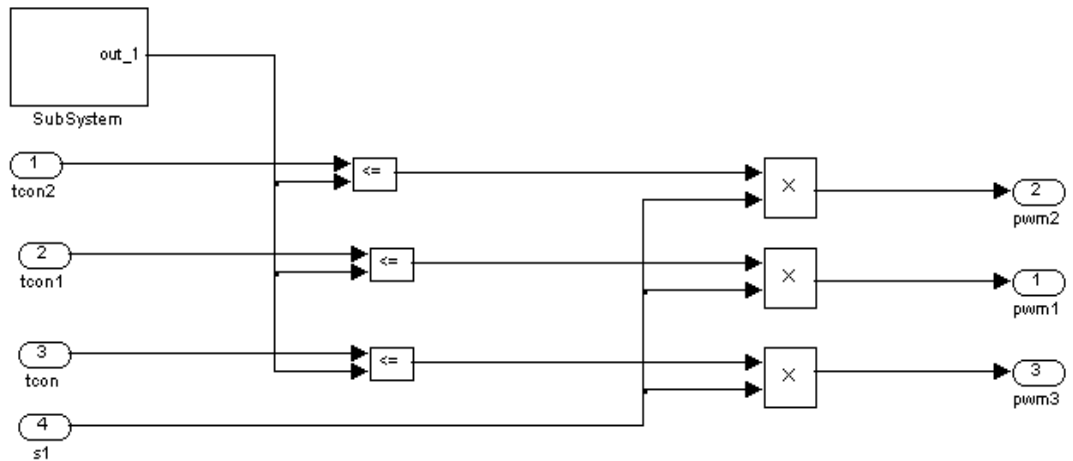 out_1
SubSystem
1
tcon2
<=
×
2
pwm2
2
tcon1
<=
×
1
pwm1
3
tcon
<=
×
3
pwm3
4
s1